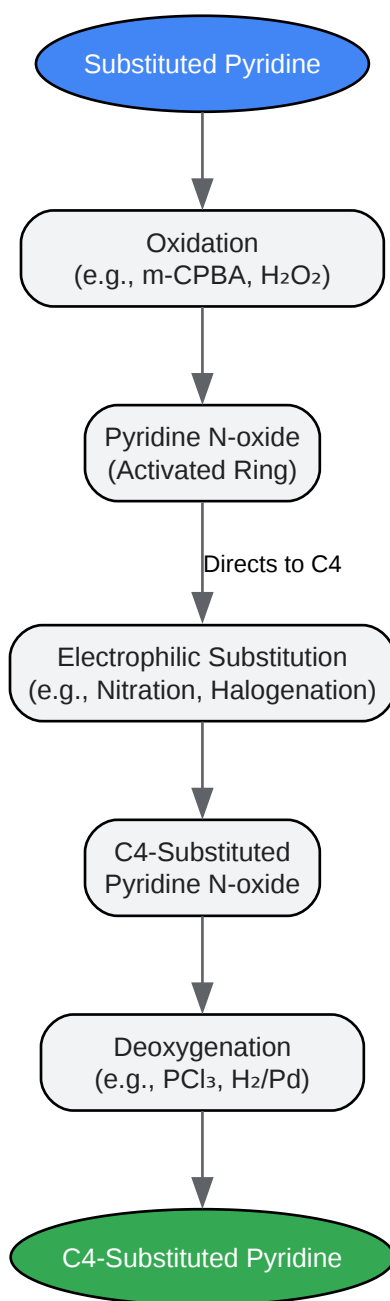 Substituted Pyridine
Oxidation
(e.g., m-CPBA, H₂O₂)
Pyridine N-oxide
(Activated Ring)
Directs to C4
Electrophilic Substitution
(e.g., Nitration, Halogenation)
C4-Substituted
Pyridine N-oxide
Deoxygenation
(e.g., PCl₃, H₂/Pd)
C4-Substituted Pyridine